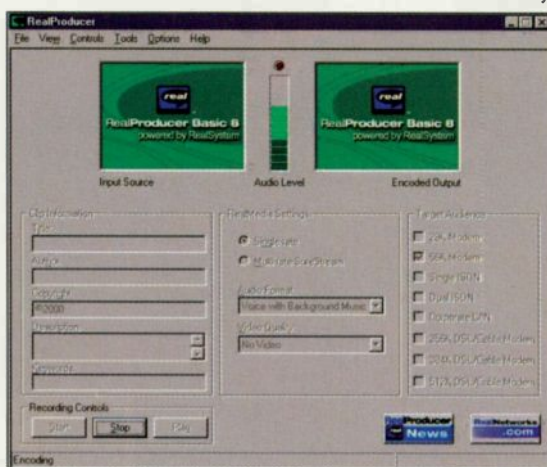 RealProducer
File View Controls Tools Options Help
real
RealProducer Basic 8
powered by RealSystem
real
RealProducer Basic 8
powered by RealSystem
Input Source
Audio Level
Encoded Output
Clip Information
Title
Author
Copyright
©2000
Description
Keywords
RealMedia Settings
Single-rate
Multi-rate SureStream
Audio Format
Voice with Background Music
Video Quality
No Video
Target Audience
28K Modem
56K Modem
Single ISDN
Dual ISDN
Corporate LAN
256K DSL/Cable Modem
384K DSL/Cable Modem
512K DSL/Cable Modem
Recording Controls
Start
Stop
Play
RealProducer
News
RealNetworks
.com
Encoding